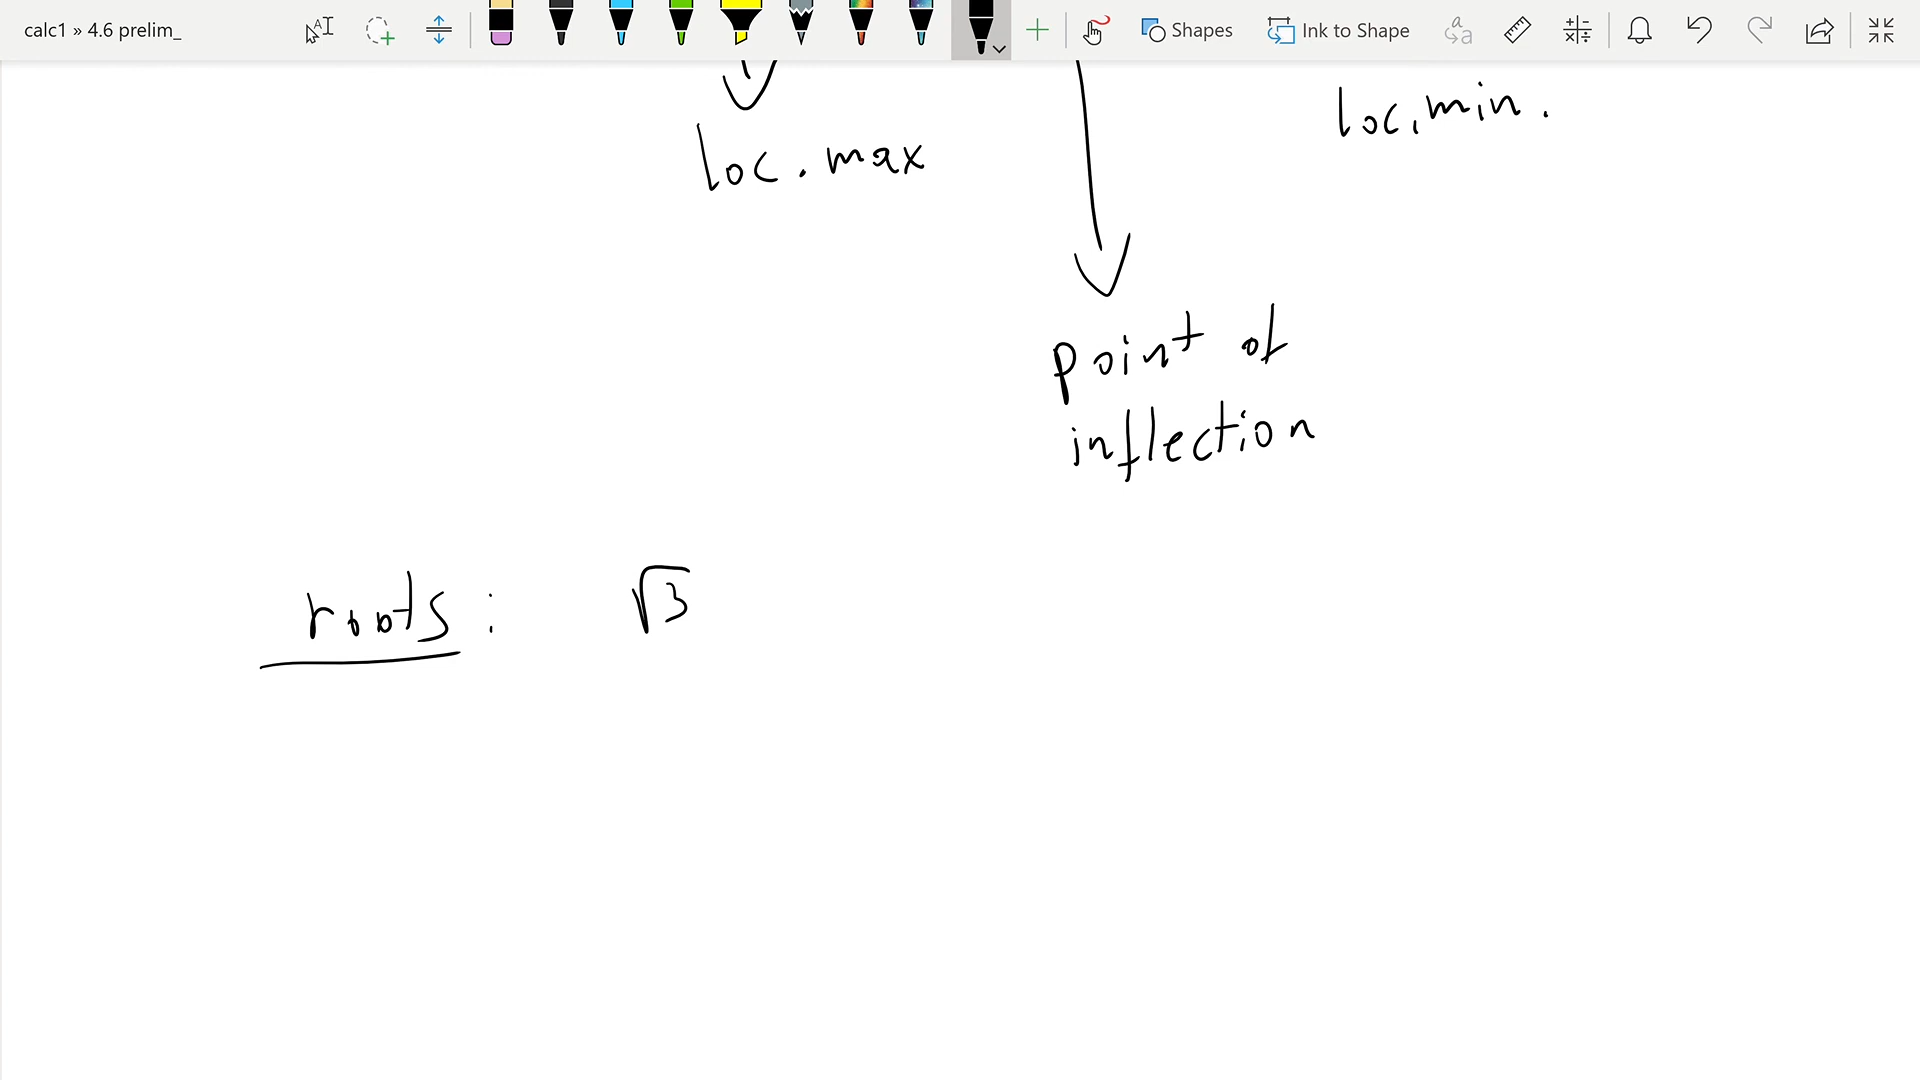 calc1 » 4.6 prelim_
Shapes
Ink to Shape
loc. max
loc. min.
point of
inflection
roots : √3